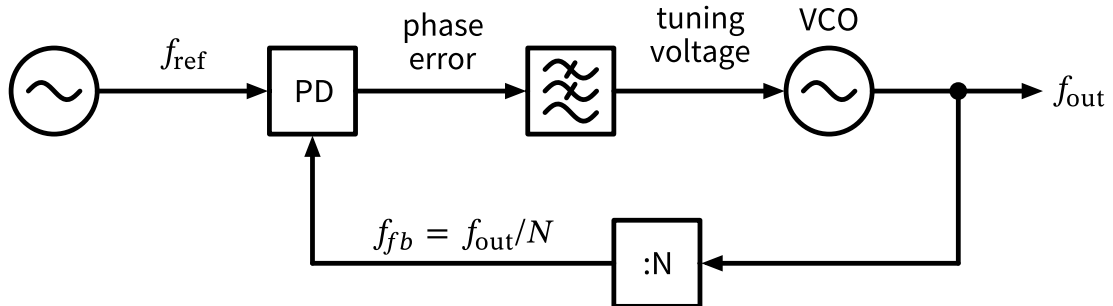 f_ref
PD
phase
error
tuning
voltage
VCO
f_out
f_fb = f_out/N
:N